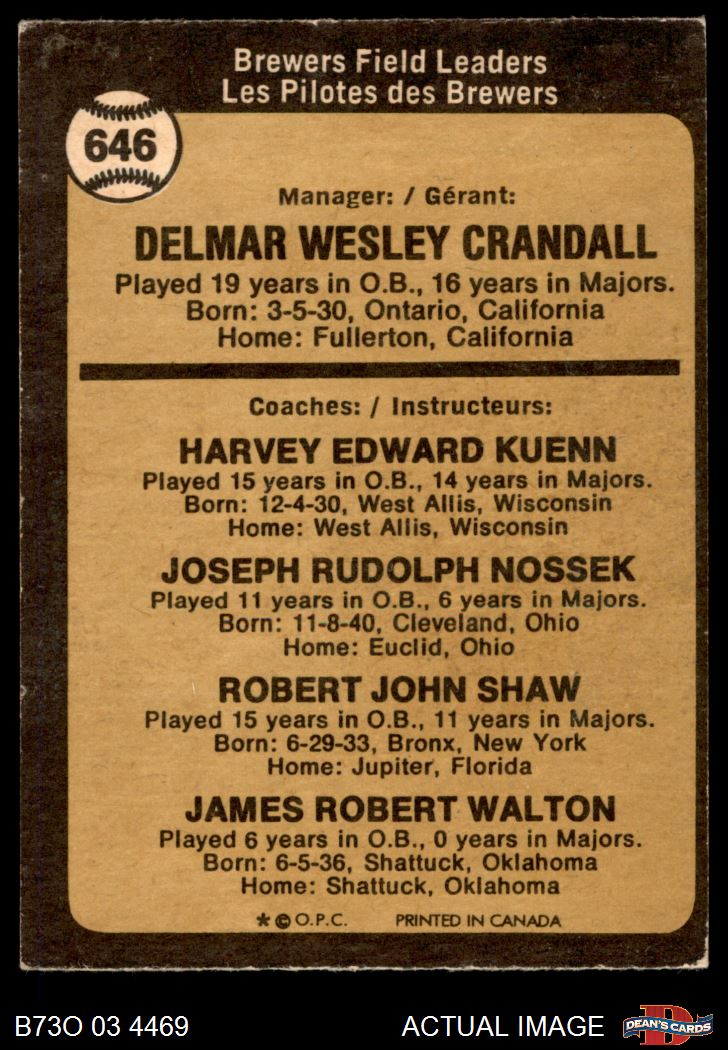 Brewers Field Leaders
Les Pilotes des Brewers
646
Manager: / Gérant:
DELMAR WESLEY CRANDALL
Played 19 years in O.B., 16 years in Majors.
Born: 3-5-30, Ontario, California
Home: Fullerton, California
Coaches: / Instructeurs:
HARVEY EDWARD KUENN
Played 15 years in O.B., 14 years in Majors.
Born: 12-4-30, West Allis, Wisconsin
Home: West Allis, Wisconsin
JOSEPH RUDOLPH NOSSEK
Played 11 years in O.B., 6 years in Majors.
Born: 11-8-40, Cleveland, Ohio
Home: Euclid, Ohio
ROBERT JOHN SHAW
Played 15 years in O.B., 11 years in Majors.
Born: 6-29-33, Bronx, New York
Home: Jupiter, Florida
JAMES ROBERT WALTON
Played 6 years in O.B., 0 years in Majors.
Born: 6-5-36, Shattuck, Oklahoma
Home: Shattuck, Oklahoma
* © O.P.C. PRINTED IN CANADA
B73O 03 4469 ACTUAL IMAGE
D
DEAN'S CARDS